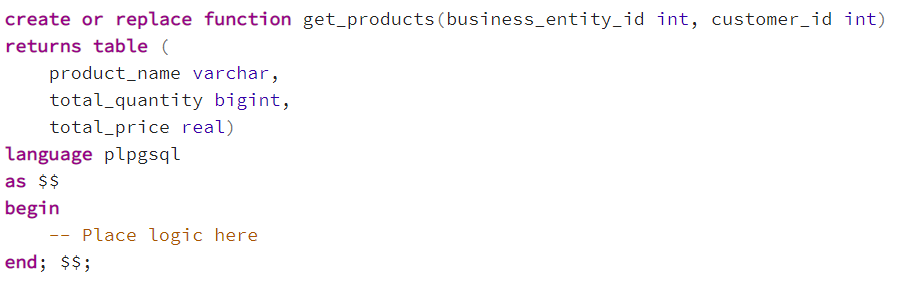 create or replace function get_products(business_entity_id int, customer_id int)
returns table (
    product_name varchar,
    total_quantity bigint,
    total_price real)
language plpgsql
as $$
begin
    -- Place logic here
end; $$;